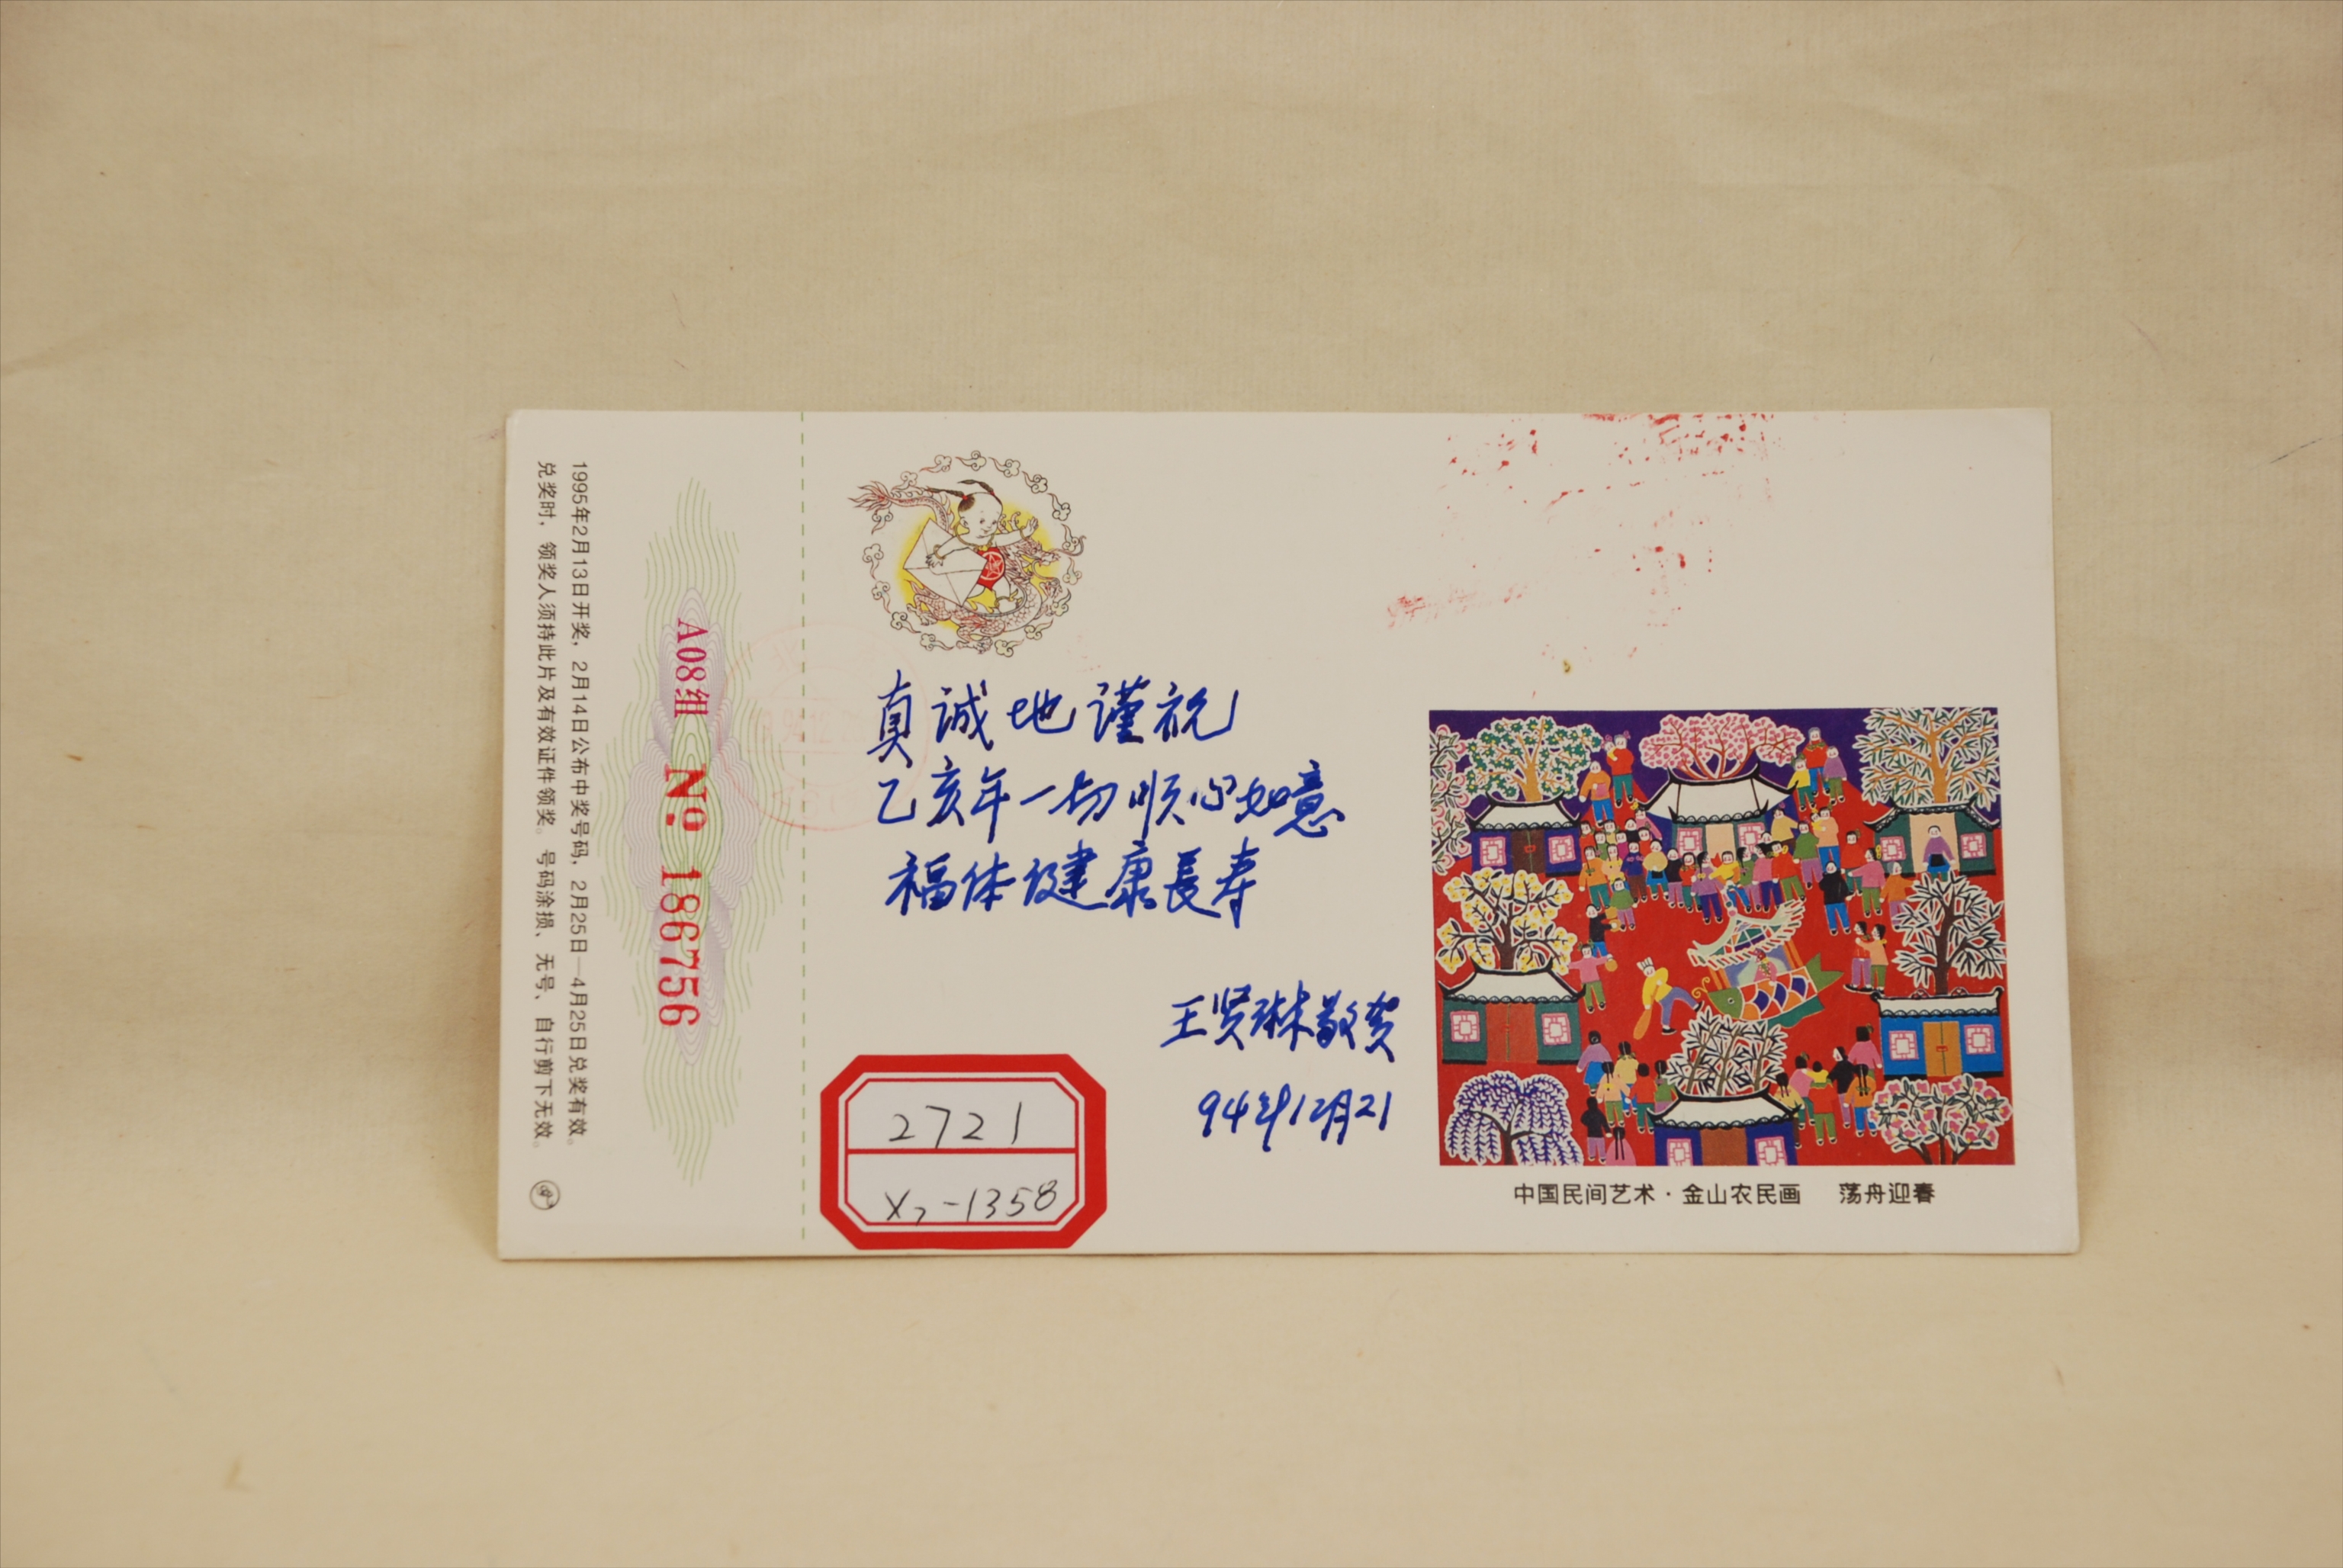 1995年2月13日开奖，2月14日公布中奖号码，2月25日—4月25日兑奖有效。
兑奖时，领奖人须持此片及有效证件领奖。号码涂损、无号、自行剪下无效。
A08组 No 186756
真诚地谨祝
乙亥年一切顺心如意
福体健康長寿
王贤琳敬贺
94年12月21
2721
X2-1358
中国民间艺术·金山农民画 荡舟迎春